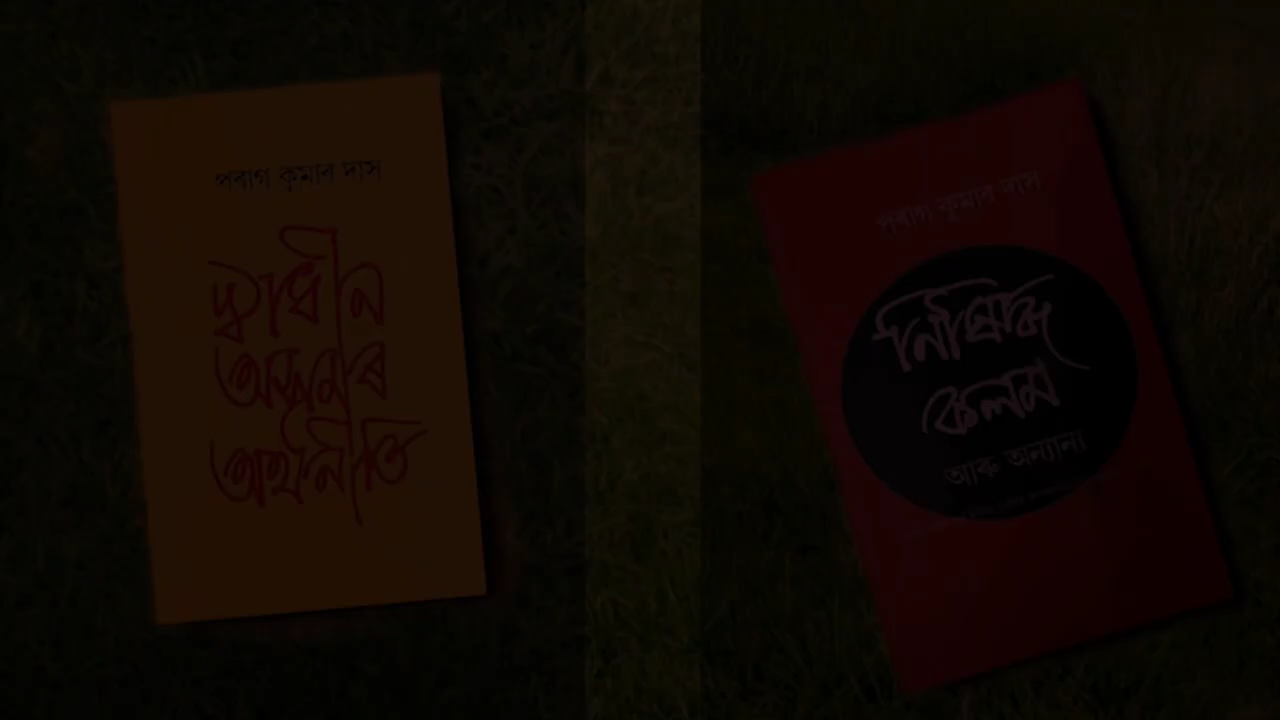 পৰাগ কুমাৰ দাস
স্বাধীন
অসমৰ
অৰ্থনীতি
পৰাগ কুমাৰ দাস
নিষিদ্ধ
কলম
আৰু অন্যান্য